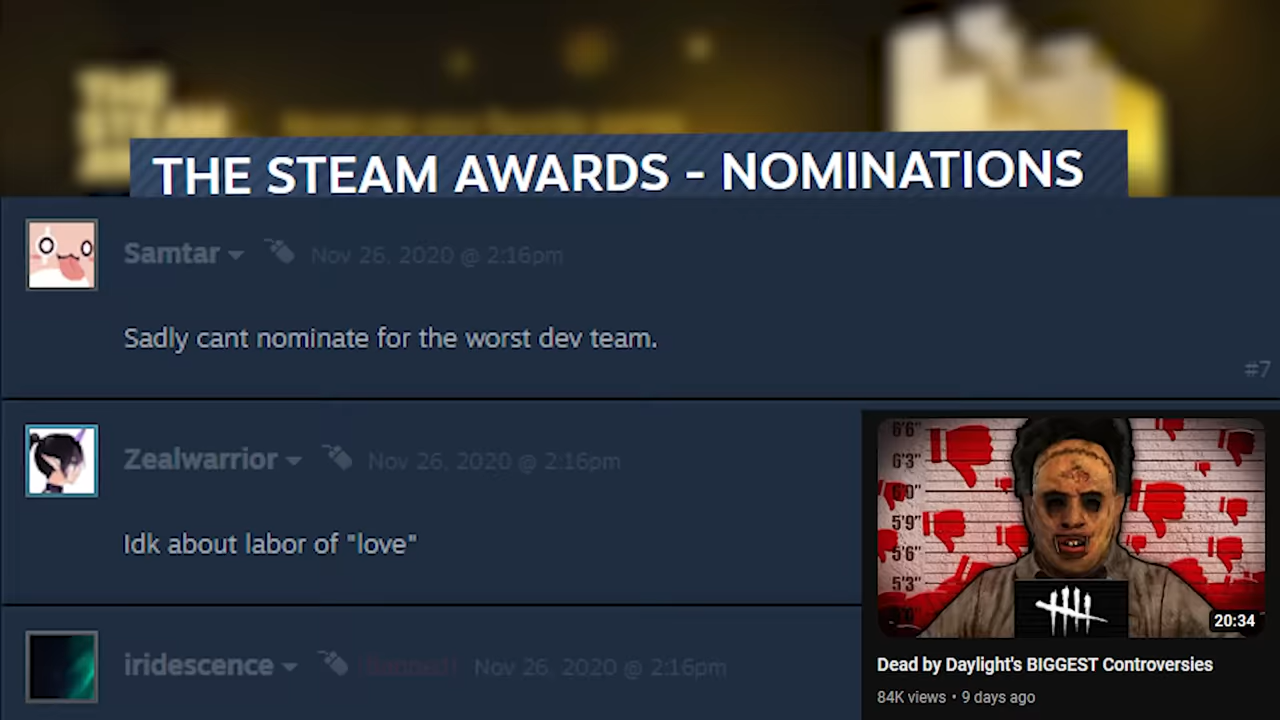 THE STEAM AWARDS - NOMINATIONS
Samtar
Nov 26, 2020 @ 2:16pm
Sadly cant nominate for the worst dev team.
#7
Zealwarrior
Nov 26, 2020 @ 2:16pm
Idk about labor of "love"
iridescence
(Banned)
Nov 26, 2020 @ 2:16pm
6'6"
6'3"
6'0"
5'9"
5'6"
5'3"
20:34
Dead by Daylight's BIGGEST Controversies
84K views • 9 days ago